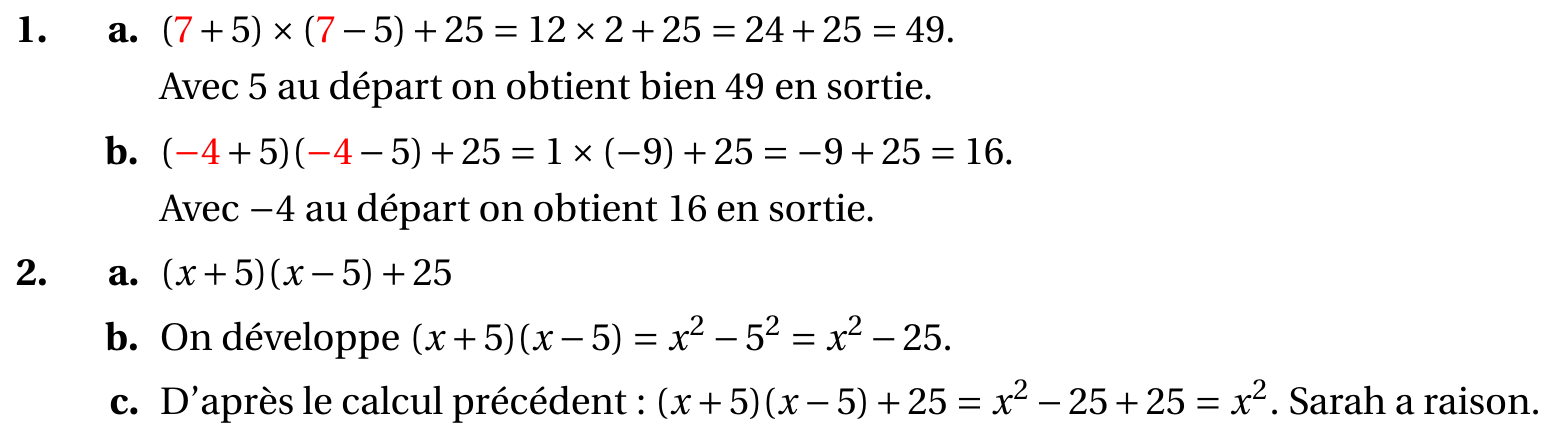 1. a. (7 + 5) × (7 − 5) + 25 = 12 × 2 + 25 = 24 + 25 = 49.
Avec 5 au départ on obtient bien 49 en sortie.
b. (−4 + 5)(−4 − 5) + 25 = 1 × (−9) + 25 = −9 + 25 = 16.
Avec −4 au départ on obtient 16 en sortie.
2. a. (x + 5)(x − 5) + 25
b. On développe (x + 5)(x − 5) = x² − 5² = x² − 25.
c. D’après le calcul précédent : (x + 5)(x − 5) + 25 = x² − 25 + 25 = x². Sarah a raison.